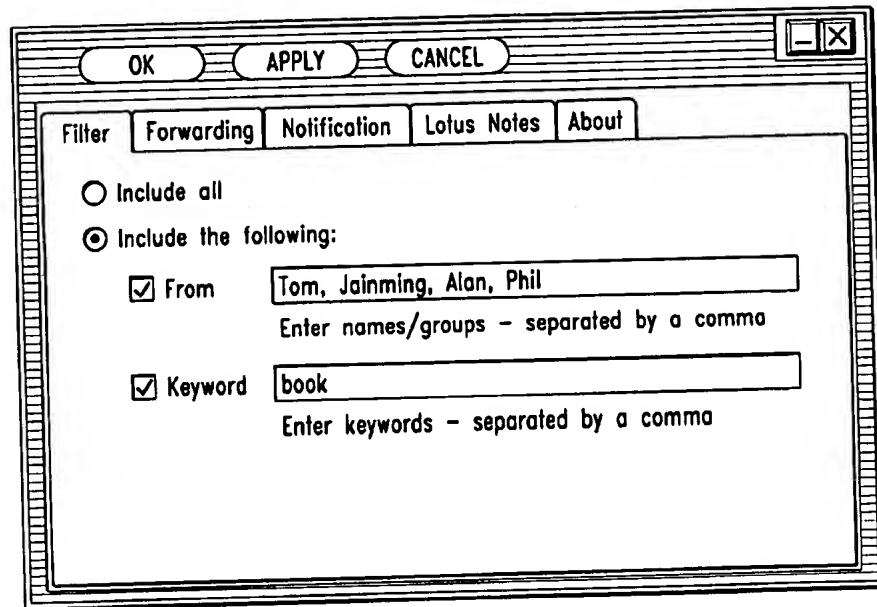 OK APPLY CANCEL
Filter Forwarding Notification Lotus Notes About
Include all
Include the following:
From Tom, Jainming, Alan, Phil
Enter names/groups – separated by a comma
Keyword book
Enter keywords – separated by a comma